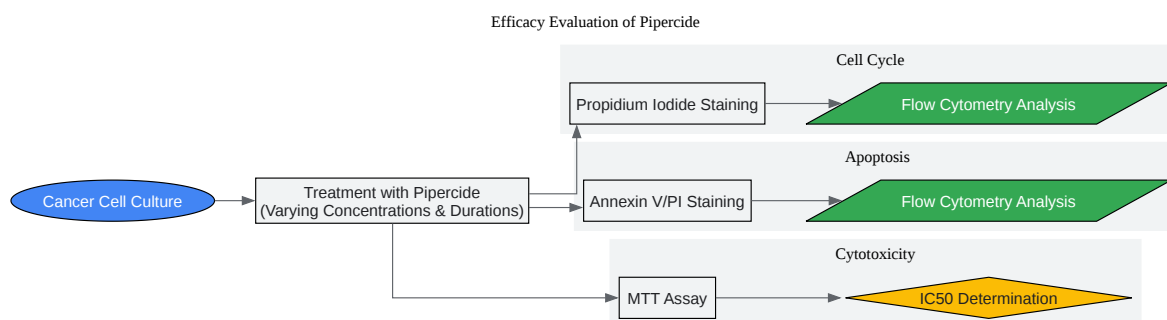 Efficacy Evaluation of Pipercide
Cell Cycle
Propidium Iodide Staining
Flow Cytometry Analysis
Apoptosis
Cancer Cell Culture
Treatment with Pipercide
(Varying Concentrations & Durations)
Annexin V/PI Staining
Flow Cytometry Analysis
Cytotoxicity
MTT Assay
IC50 Determination